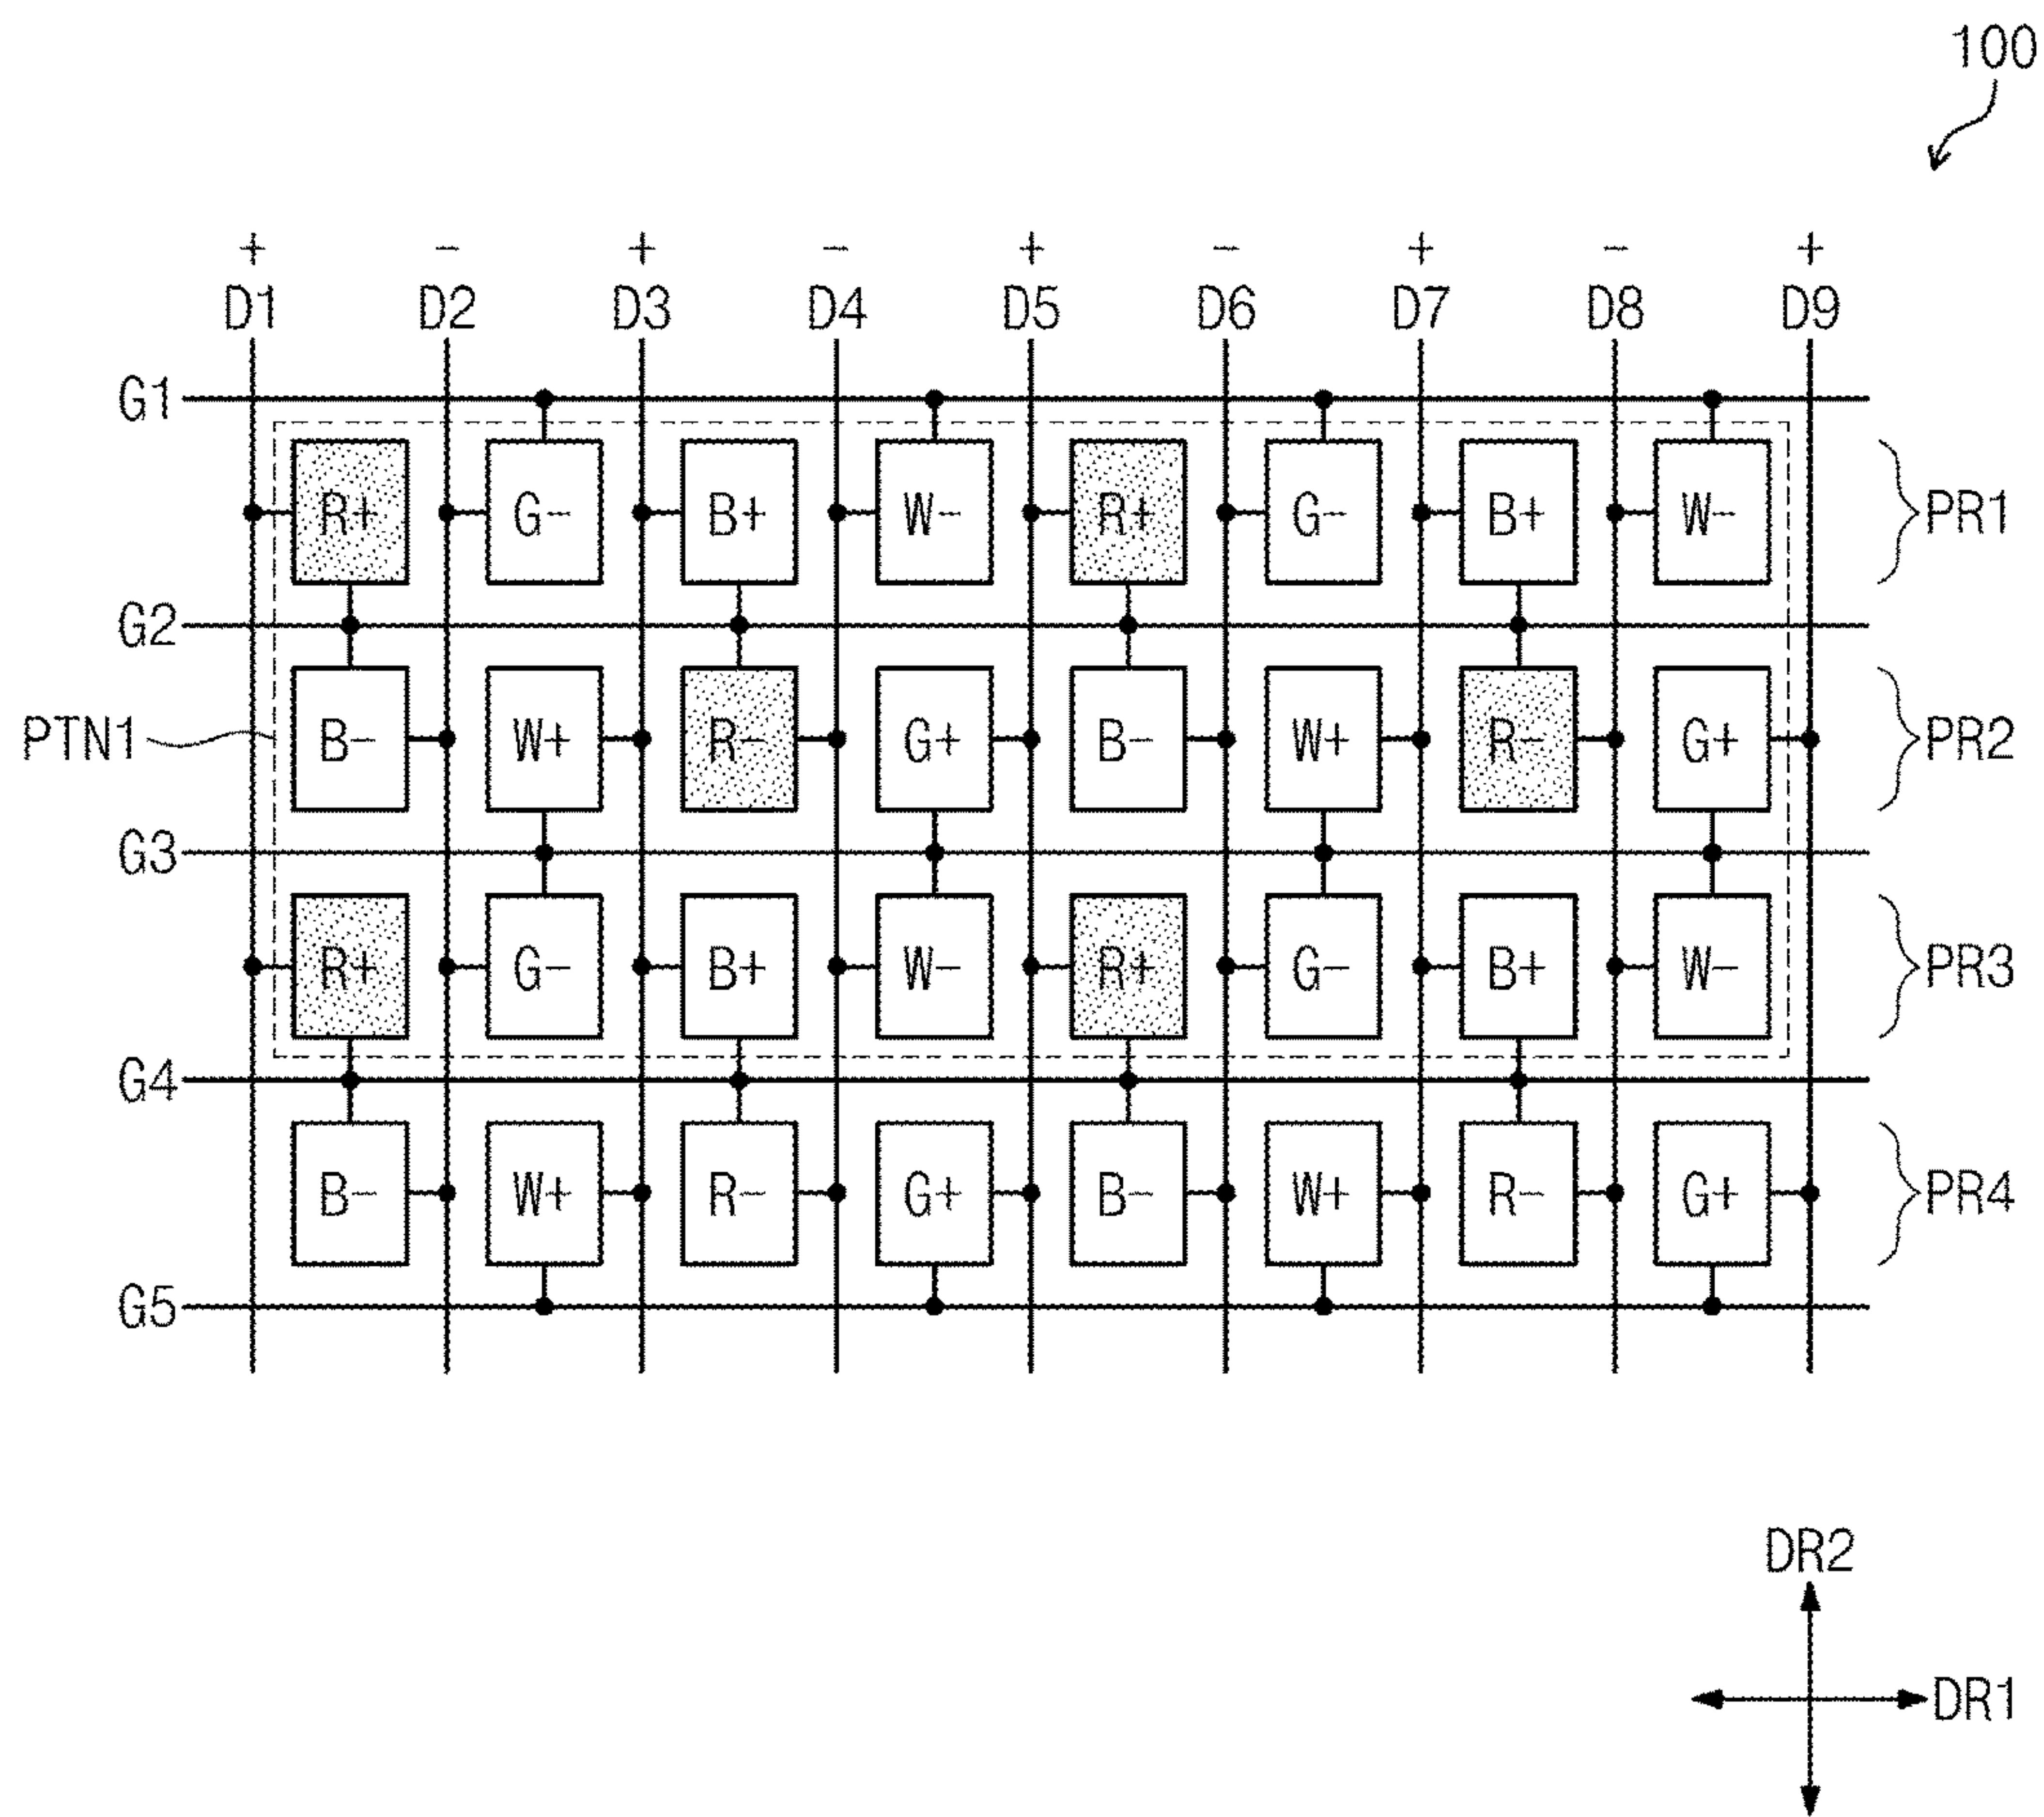 100
+ - + - + - + - +
D1 D2 D3 D4 D5 D6 D7 D8 D9
G1
R+ G- B+ W- R+ G- B+ W- PR1
G2
PTN1 B- W+ R- G+ B- W+ R- G+ PR2
G3
R+ G- B+ W- R+ G- B+ W- PR3
G4
B- W+ R- G+ B- W+ R- G+ PR4
G5
DR2
DR1